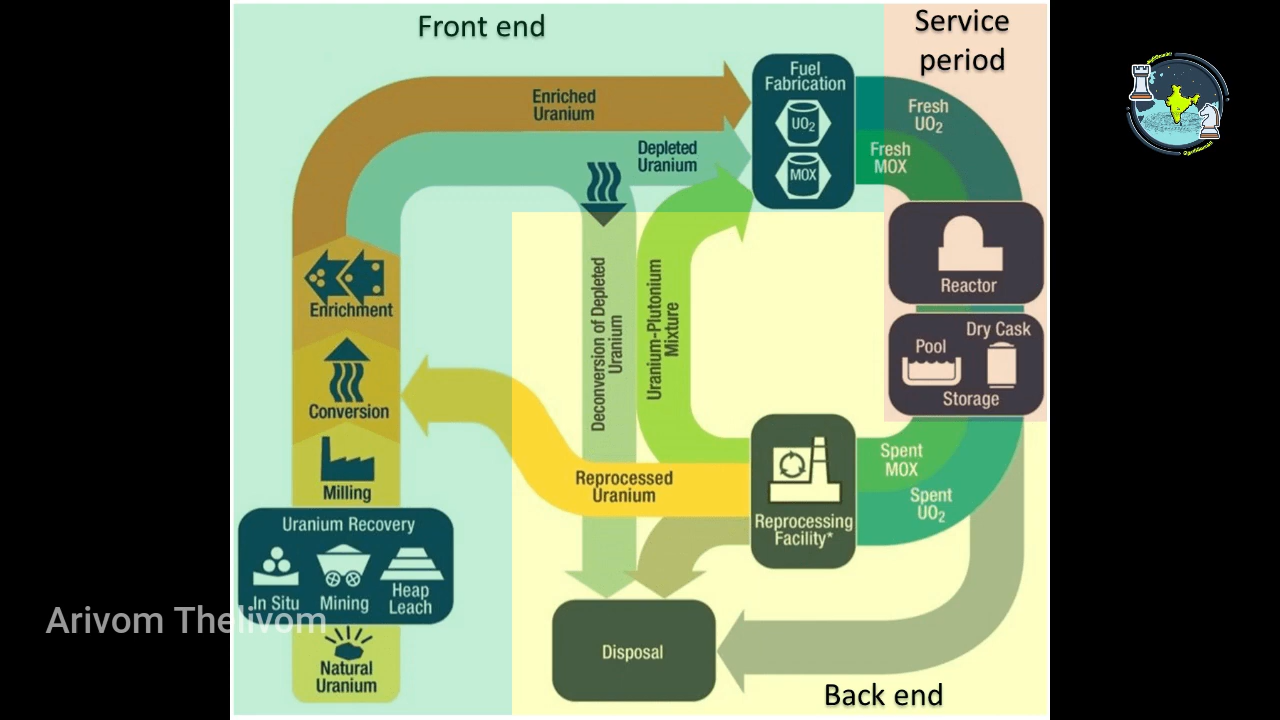 Front end
Service
period
Enriched
Uranium
Depleted
Uranium
Fuel
Fabrication
UO2
MOX
Fresh
UO2
Fresh
MOX
Reactor
Dry Cask
Pool
Storage
Enrichment
Conversion
Milling
Uranium Recovery
In Situ
Mining
Heap
Leach
Natural
Uranium
Deconversion of Depleted
Uranium
Uranium-Plutonium
Mixture
Reprocessed
Uranium
Reprocessing
Facility*
Spent
MOX
Spent
UO2
Disposal
Back end
Arivom Thelivom